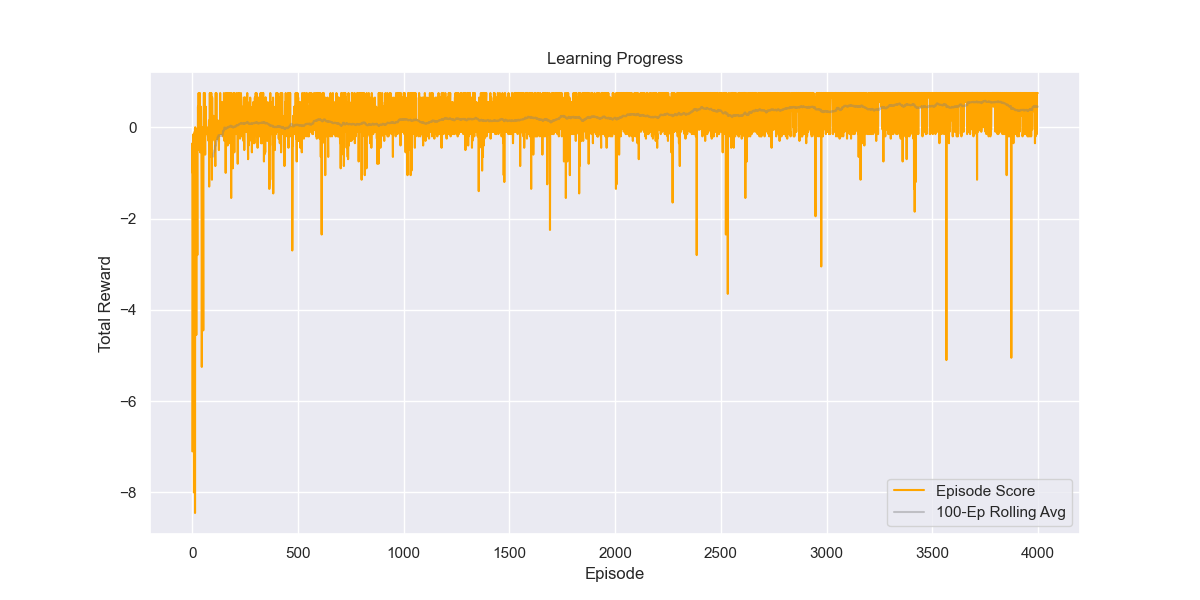 Learning Progress
Total Reward
0
−2
−4
−6
−8
0 500 1000 1500 2000 2500 3000 3500 4000
Episode
Episode Score
100-Ep Rolling Avg